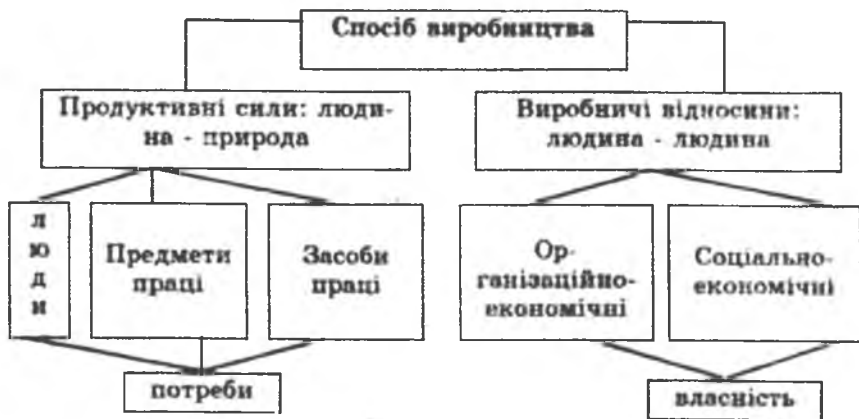 Спосіб виробництва
Продуктивні сили: люди-
на - природа
Виробничі відносини:
людина - людина
л
ю
д
и
Предмети
праці
Засоби
праці
Ор-
ганізаційно-
економічні
Соціально-
економічні
потреби
власність